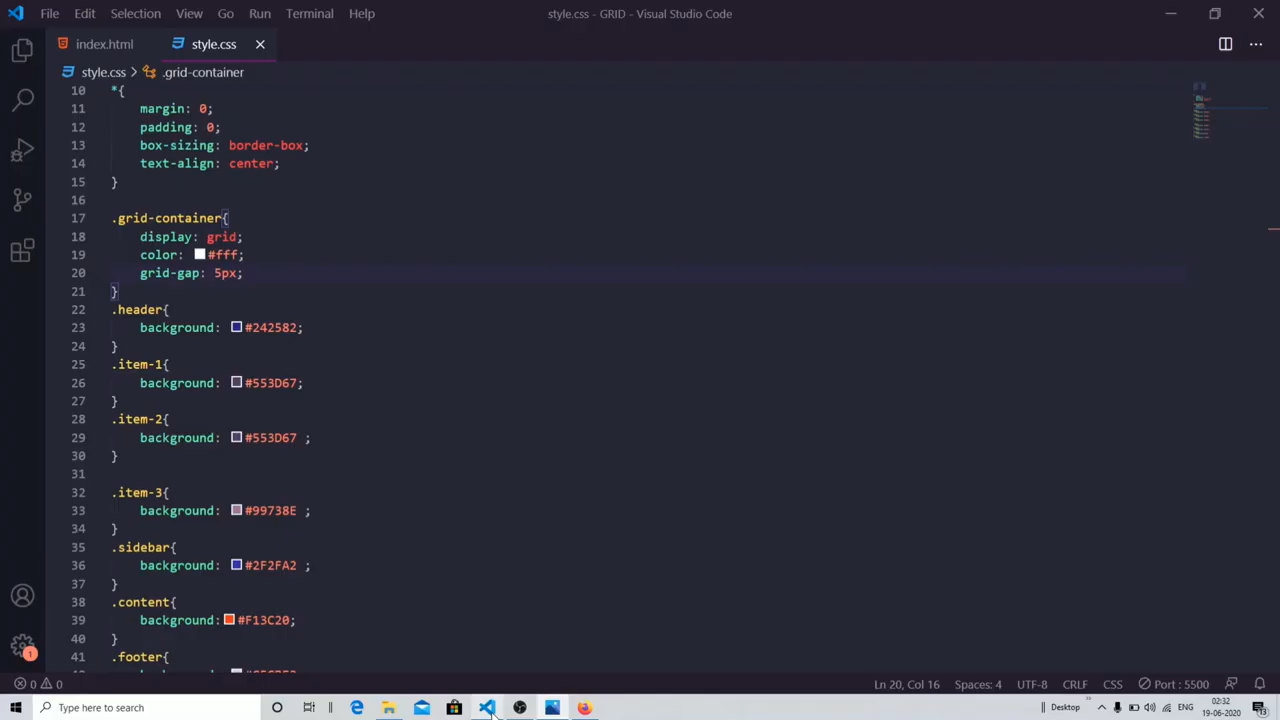 File Edit Selection View Go Run Terminal Help style.css - GRID - Visual Studio Code
index.html style.css
style.css > .grid-container
10 *{
11 margin: 0;
12 padding: 0;
13 box-sizing: border-box;
14 text-align: center;
15 }
16
17 .grid-container{
18 display: grid;
19 color: #fff;
20 grid-gap: 5px;
21 }
22 .header{
23 background: #242582;
24 }
25 .item-1{
26 background: #553D67;
27 }
28 .item-2{
29 background: #553D67 ;
30 }
31
32 .item-3{
33 background: #99738E ;
34 }
35 .sidebar{
36 background: #2F2FA2 ;
37 }
38 .content{
39 background: #F13C20;
40 }
41 .footer{
1
0 0 Ln 20, Col 16 Spaces: 4 UTF-8 CRLF CSS Port : 5500
Type here to search Desktop ENG 02:32
19-06-2020